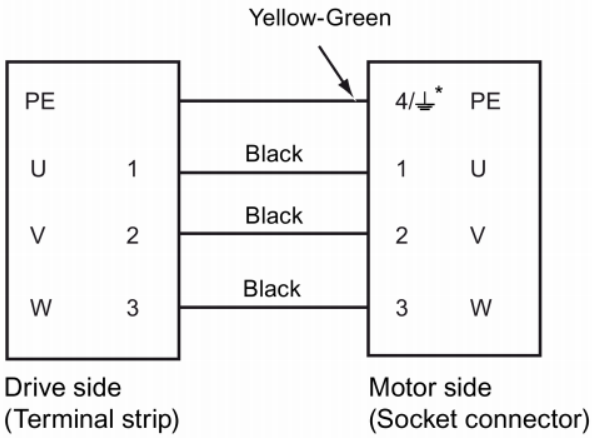 Yellow-Green
PE 4/⏚* PE
Black
U 1 1 U
Black
V 2 2 V
Black
W 3 3 W
Drive side
(Terminal strip)
Motor side
(Socket connector)